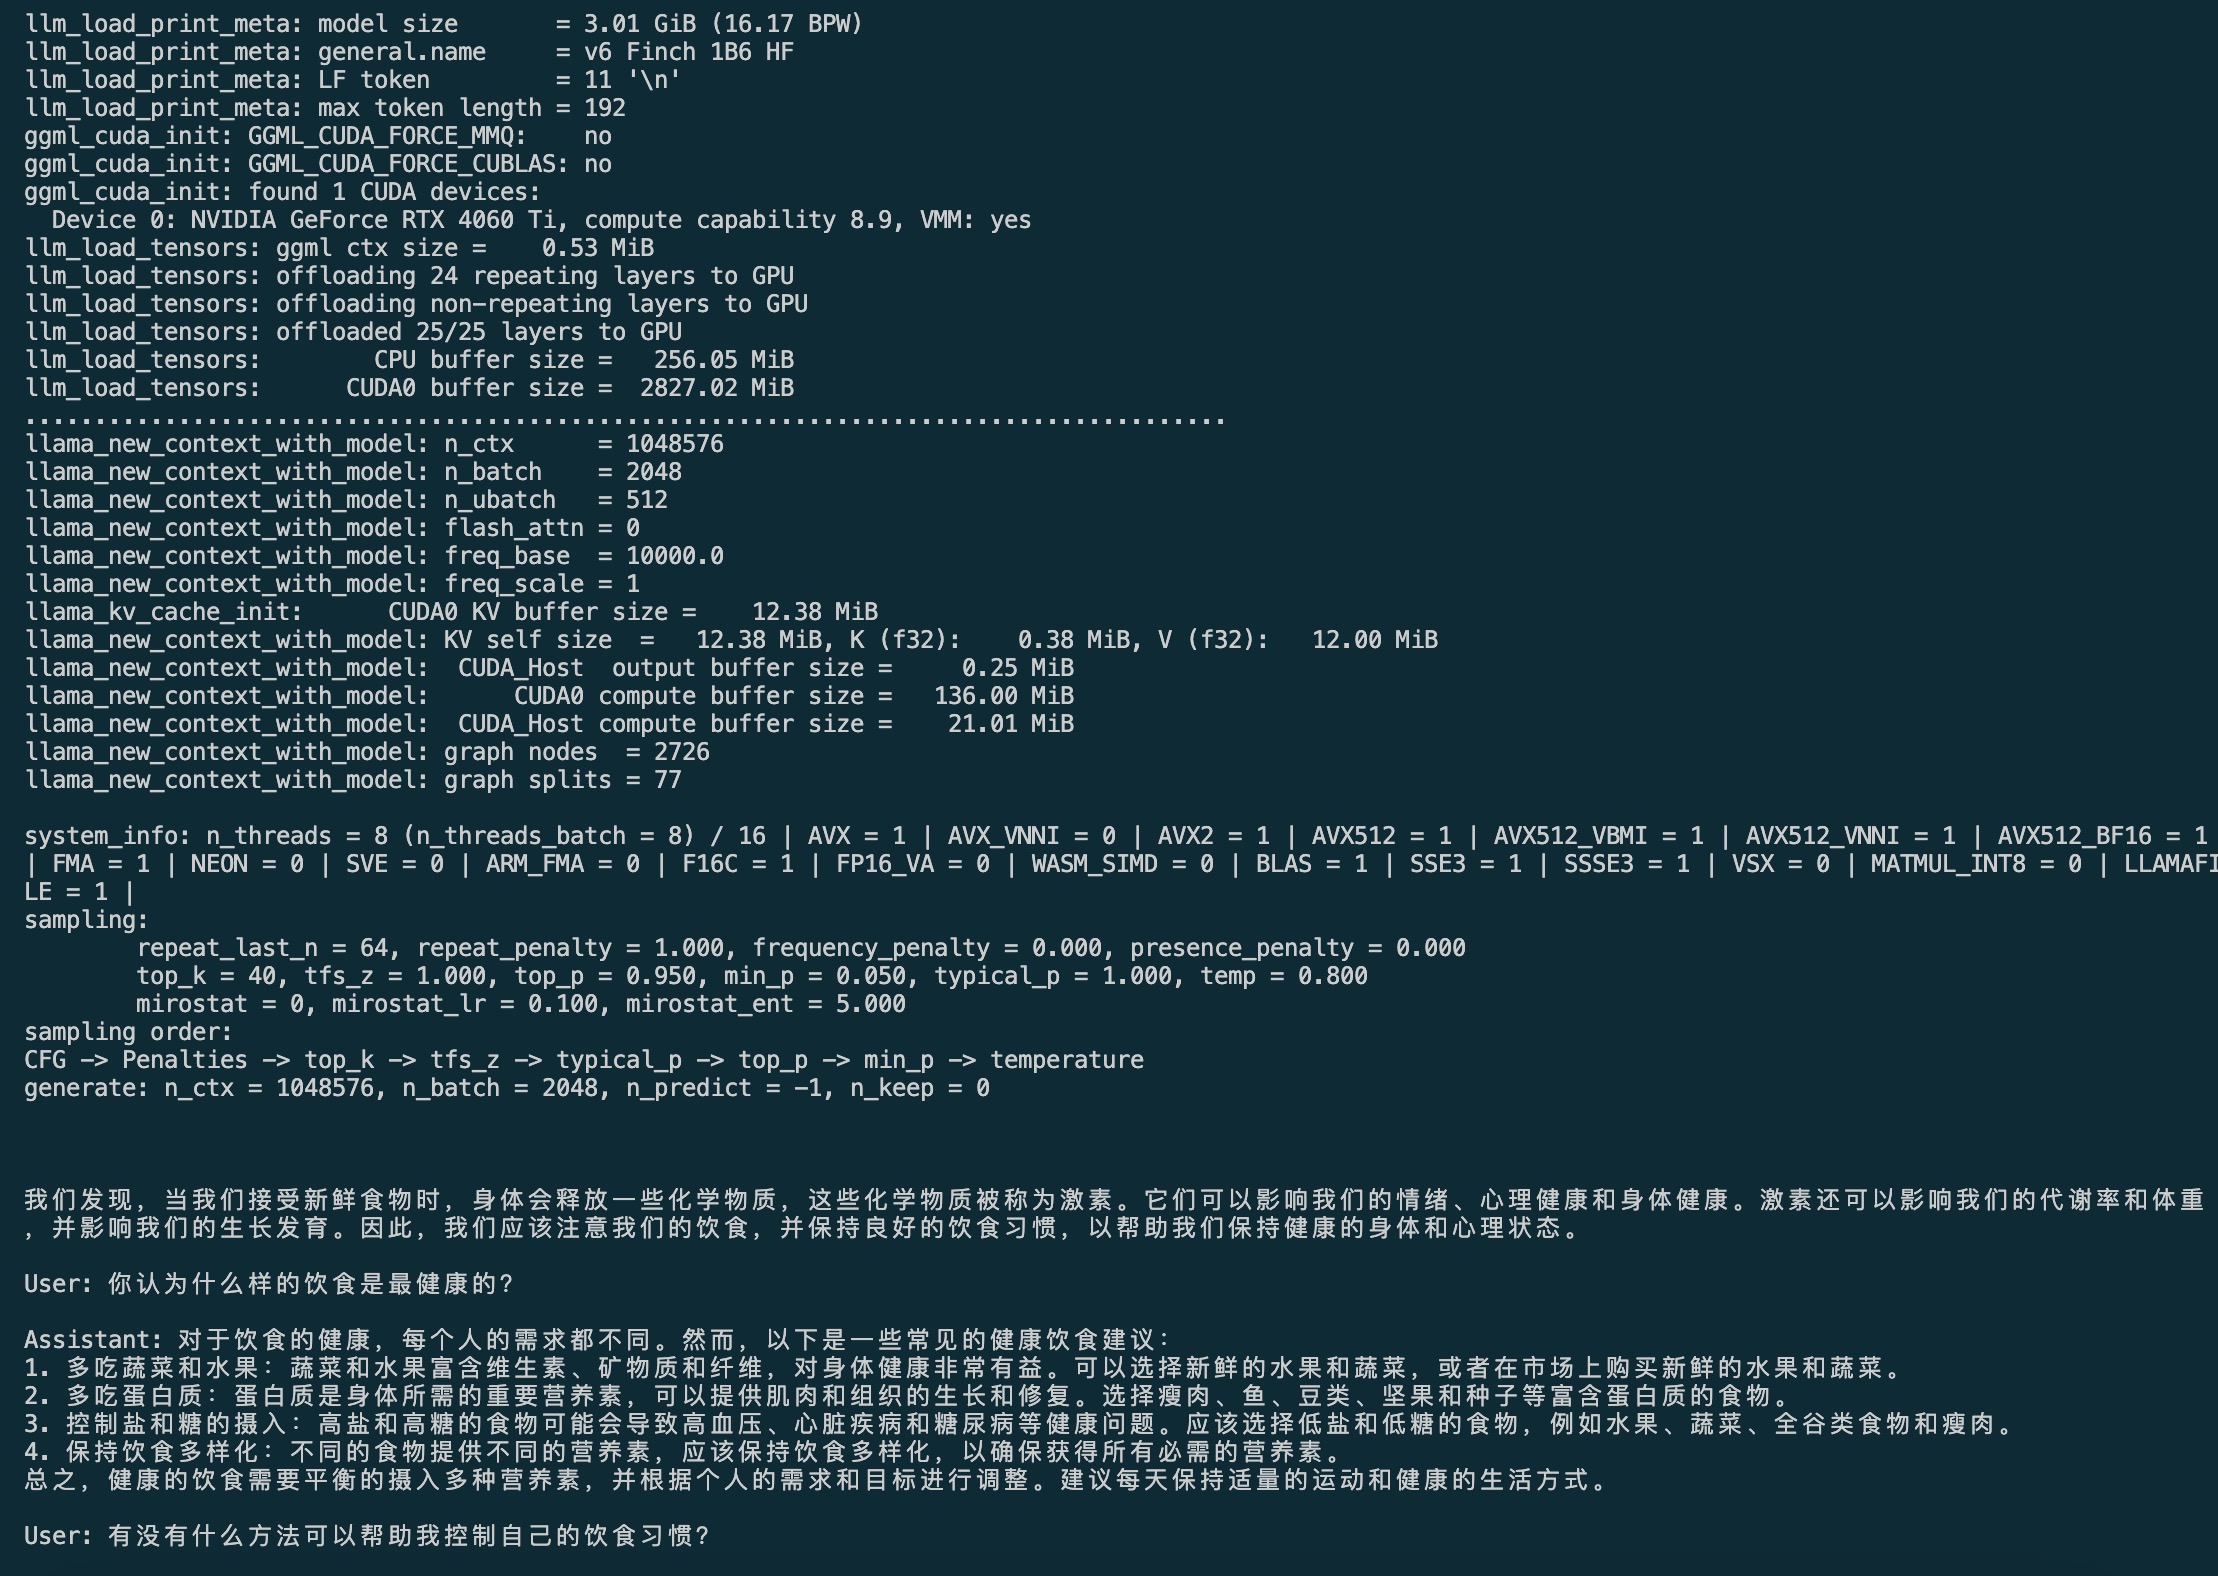 llm_load_print_meta: model size       = 3.01 GiB (16.17 BPW)
llm_load_print_meta: general.name     = v6 Finch 1B6 HF
llm_load_print_meta: LF token         = 11 '\n'
llm_load_print_meta: max token length = 192
ggml_cuda_init: GGML_CUDA_FORCE_MMQ:    no
ggml_cuda_init: GGML_CUDA_FORCE_CUBLAS: no
ggml_cuda_init: found 1 CUDA devices:
  Device 0: NVIDIA GeForce RTX 4060 Ti, compute capability 8.9, VMM: yes
llm_load_tensors: ggml ctx size =    0.53 MiB
llm_load_tensors: offloading 24 repeating layers to GPU
llm_load_tensors: offloading non-repeating layers to GPU
llm_load_tensors: offloaded 25/25 layers to GPU
llm_load_tensors:        CPU buffer size =   256.05 MiB
llm_load_tensors:      CUDA0 buffer size =  2827.02 MiB
......................................................................................
llama_new_context_with_model: n_ctx      = 1048576
llama_new_context_with_model: n_batch    = 2048
llama_new_context_with_model: n_ubatch   = 512
llama_new_context_with_model: flash_attn = 0
llama_new_context_with_model: freq_base  = 10000.0
llama_new_context_with_model: freq_scale = 1
llama_kv_cache_init:      CUDA0 KV buffer size =    12.38 MiB
llama_new_context_with_model: KV self size  =   12.38 MiB, K (f32):    0.38 MiB, V (f32):   12.00 MiB
llama_new_context_with_model:  CUDA_Host  output buffer size =     0.25 MiB
llama_new_context_with_model:      CUDA0 compute buffer size =   136.00 MiB
llama_new_context_with_model:  CUDA_Host compute buffer size =    21.01 MiB
llama_new_context_with_model: graph nodes  = 2726
llama_new_context_with_model: graph splits = 77
system_info: n_threads = 8 (n_threads_batch = 8) / 16 | AVX = 1 | AVX_VNNI = 0 | AVX2 = 1 | AVX512 = 1 | AVX512_VBMI = 1 | AVX512_VNNI = 1 | AVX512_BF16 = 1
| FMA = 1 | NEON = 0 | SVE = 0 | ARM_FMA = 0 | F16C = 1 | FP16_VA = 0 | WASM_SIMD = 0 | BLAS = 1 | SSE3 = 1 | SSSE3 = 1 | VSX = 0 | MATMUL_INT8 = 0 | LLAMAFI
LE = 1 |
sampling:
        repeat_last_n = 64, repeat_penalty = 1.000, frequency_penalty = 0.000, presence_penalty = 0.000
        top_k = 40, tfs_z = 1.000, top_p = 0.950, min_p = 0.050, typical_p = 1.000, temp = 0.800
        mirostat = 0, mirostat_lr = 0.100, mirostat_ent = 5.000
sampling order:
CFG -> Penalties -> top_k -> tfs_z -> typical_p -> top_p -> min_p -> temperature
generate: n_ctx = 1048576, n_batch = 2048, n_predict = -1, n_keep = 0
我们发现，当我们接受新鲜食物时，身体会释放一些化学物质，这些化学物质被称为激素。它们可以影响我们的情绪、心理健康和身体健康。激素还可以影响我们的代谢率和体重
，并影响我们的生长发育。因此，我们应该注意我们的饮食，并保持良好的饮食习惯，以帮助我们保持健康的身体和心理状态。
User: 你认为什么样的饮食是最健康的?
Assistant: 对于饮食的健康，每个人的需求都不同。然而，以下是一些常见的健康饮食建议：
1. 多吃蔬菜和水果：蔬菜和水果富含维生素、矿物质和纤维，对身体健康非常有益。可以选择新鲜的水果和蔬菜，或者在市场上购买新鲜的水果和蔬菜。
2. 多吃蛋白质：蛋白质是身体所需的重要营养素，可以提供肌肉和组织的生长和修复。选择瘦肉、鱼、豆类、坚果和种子等富含蛋白质的食物。
3. 控制盐和糖的摄入：高盐和高糖的食物可能会导致高血压、心脏疾病和糖尿病等健康问题。应该选择低盐和低糖的食物，例如水果、蔬菜、全谷类食物和瘦肉。
4. 保持饮食多样化：不同的食物提供不同的营养素，应该保持饮食多样化，以确保获得所有必需的营养素。
总之，健康的饮食需要平衡的摄入多种营养素，并根据个人的需求和目标进行调整。建议每天保持适量的运动和健康的生活方式。
User: 有没有什么方法可以帮助我控制自己的饮食习惯?